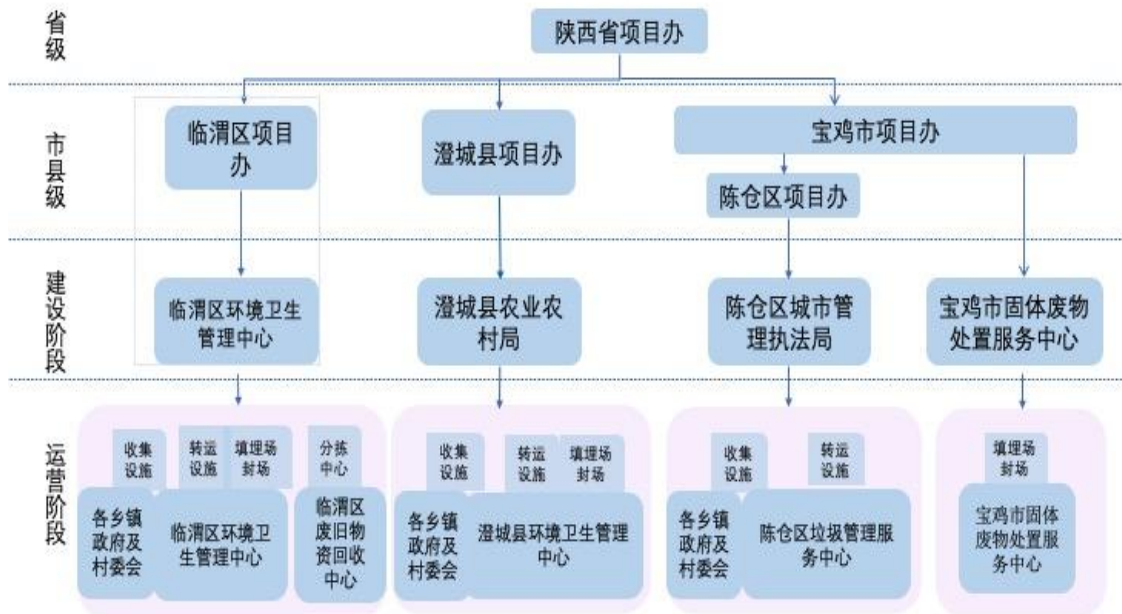 省级
陕西省项目办
市县级
临渭区项目
办
澄城县项目办
宝鸡市项目办
陈仓区项目办
建设阶段
临渭区环境卫生
管理中心
澄城县农业农
村局
陈仓区城市管
理执法局
宝鸡市固体废物
处置服务中心
运营阶段
收集
设施
转运
设施
填埋场
封场
分拣
中心
各乡镇
政府及
村委会
临渭区环境卫
生管理中心
临渭区
废旧物
资回收
中心
收集
设施
转运
设施
填埋场
封场
各乡镇
政府及
村委会
澄城县环境卫生管理
中心
收集
设施
转运
设施
各乡镇
政府及
村委会
陈仓区垃圾管理服
务中心
填埋场
封场
宝鸡市固体
废物处置服
务中心